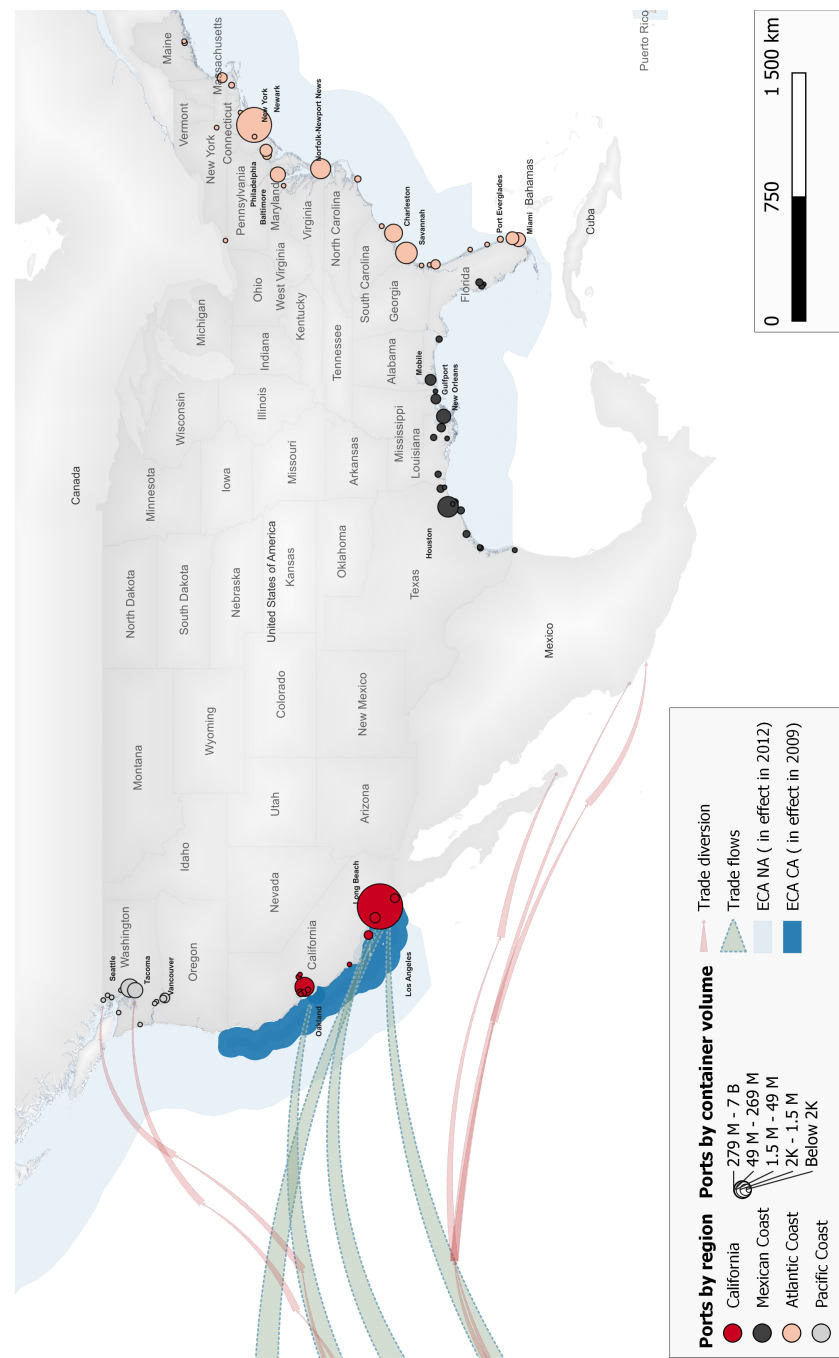 Canada
Washington
Seattle
Tacoma
Vancouver
Oregon
Idaho
Montana
Wyoming
North Dakota
South Dakota
Nebraska
Minnesota
Iowa
Wisconsin
Michigan
Illinois
Indiana
Ohio
West Virginia
Kentucky
Tennessee
Pennsylvania
Philadelphia
Baltimore
Maryland
Virginia
New York
Connecticut
Vermont
Massachusetts
Maine
New York
Newark
Norfolk-Newport News
North Carolina
South Carolina
Charleston
Savannah
Georgia
Alabama
Mississippi
Louisiana
Mobile
Gulfport
New Orleans
Florida
Port Everglades
Miami
Bahamas
Cuba
Puerto Rico
United States of America
Kansas
Missouri
Arkansas
Oklahoma
Texas
Houston
Colorado
New Mexico
Utah
Arizona
Nevada
California
Oakland
Long Beach
Los Angeles
Mexico
Ports by region
California
Mexican Coast
Atlantic Coast
Pacific Coast
Ports by container volume
279 M - 7 B
49 M - 269 M
1.5 M - 49 M
2K - 1.5 M
Below 2K
Trade diversion
Trade flows
ECA NA ( in effect in 2012)
ECA CA ( in effect in 2009)
0
750
1 500 km